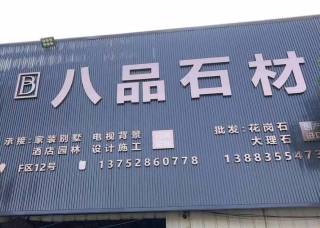 八品石材
承接:家装别墅 电视背景 批发:花岗石
酒店园林 设计施工 大理石
F区12号 13752860778 1388355473